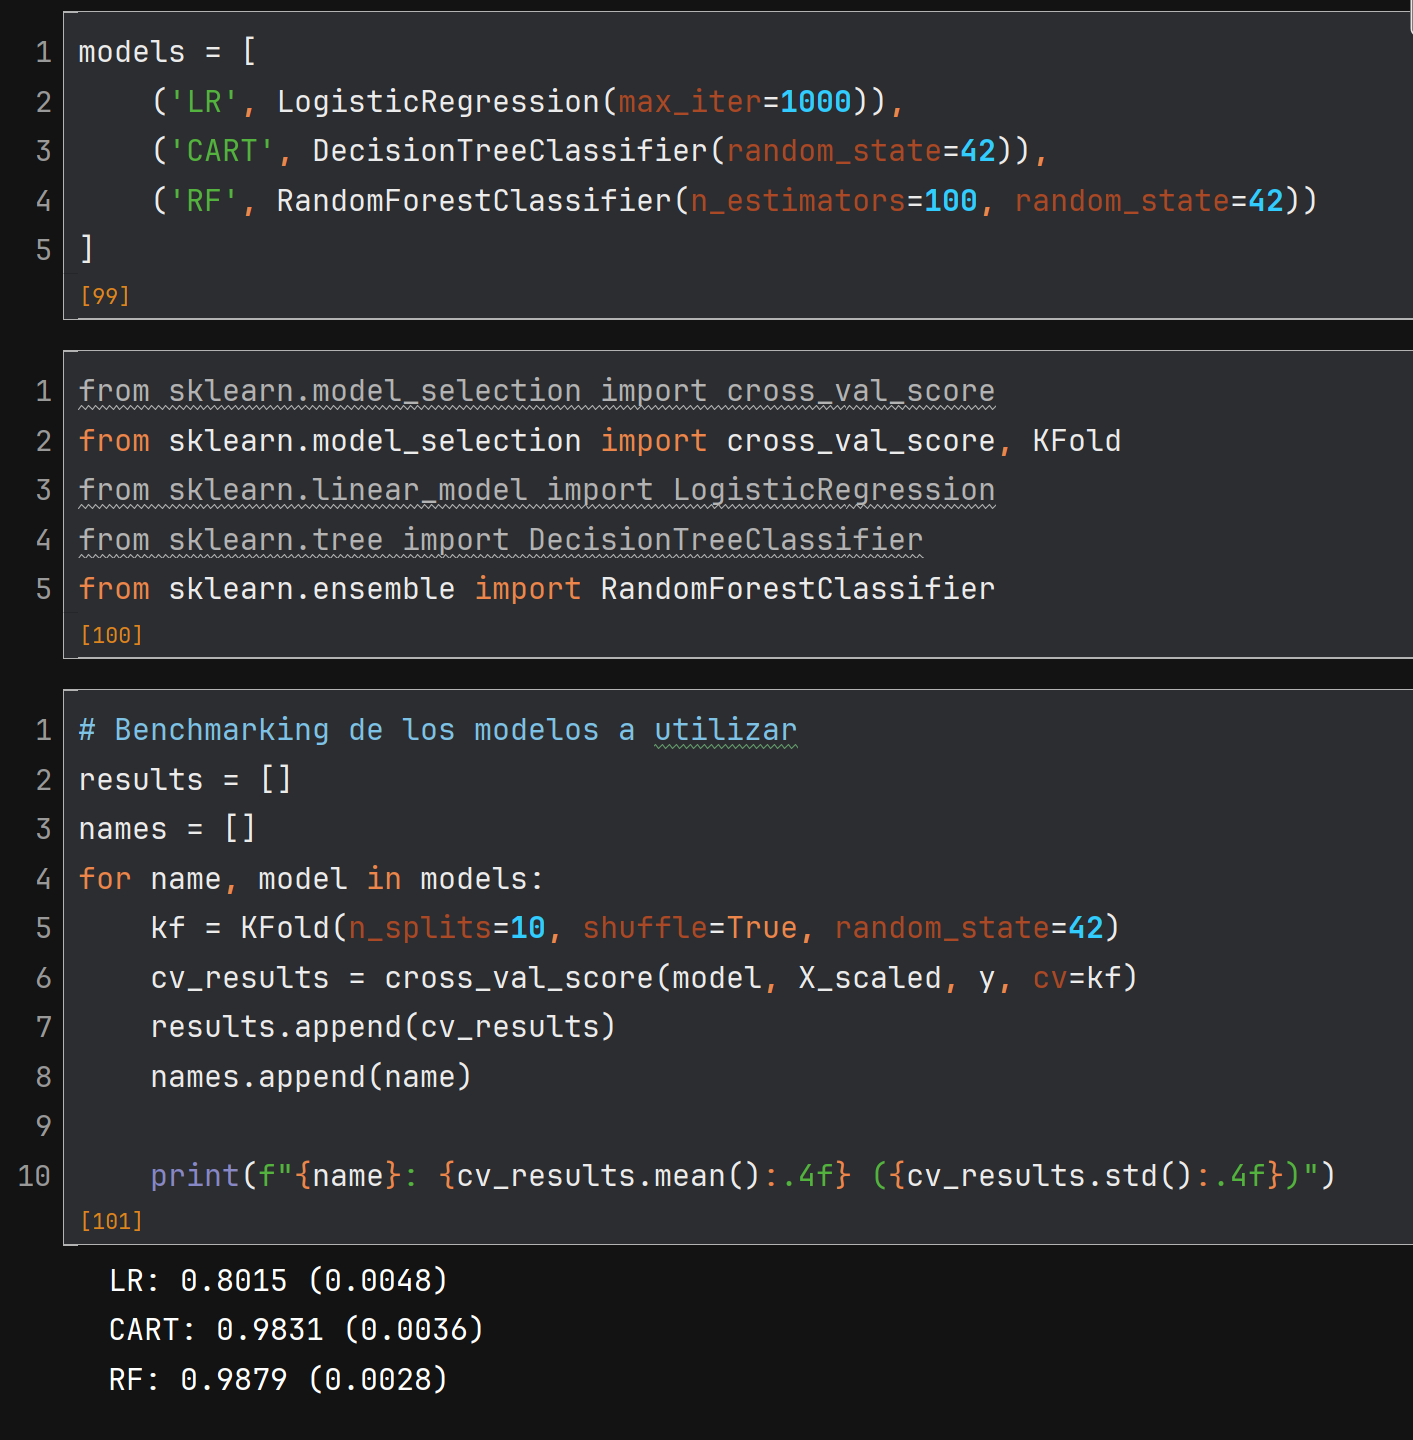 1 models = [
2     ('LR', LogisticRegression(max_iter=1000)),
3     ('CART', DecisionTreeClassifier(random_state=42)),
4     ('RF', RandomForestClassifier(n_estimators=100, random_state=42))
5 ]
[99]
1 from sklearn.model_selection import cross_val_score
2 from sklearn.model_selection import cross_val_score, KFold
3 from sklearn.linear_model import LogisticRegression
4 from sklearn.tree import DecisionTreeClassifier
5 from sklearn.ensemble import RandomForestClassifier
[100]
1 # Benchmarking de los modelos a utilizar
2 results = []
3 names = []
4 for name, model in models:
5     kf = KFold(n_splits=10, shuffle=True, random_state=42)
6     cv_results = cross_val_score(model, X_scaled, y, cv=kf)
7     results.append(cv_results)
8     names.append(name)
9
10     print(f"{name}: {cv_results.mean():.4f} ({cv_results.std():.4f})")
[101]
LR: 0.8015 (0.0048)
CART: 0.9831 (0.0036)
RF: 0.9879 (0.0028)